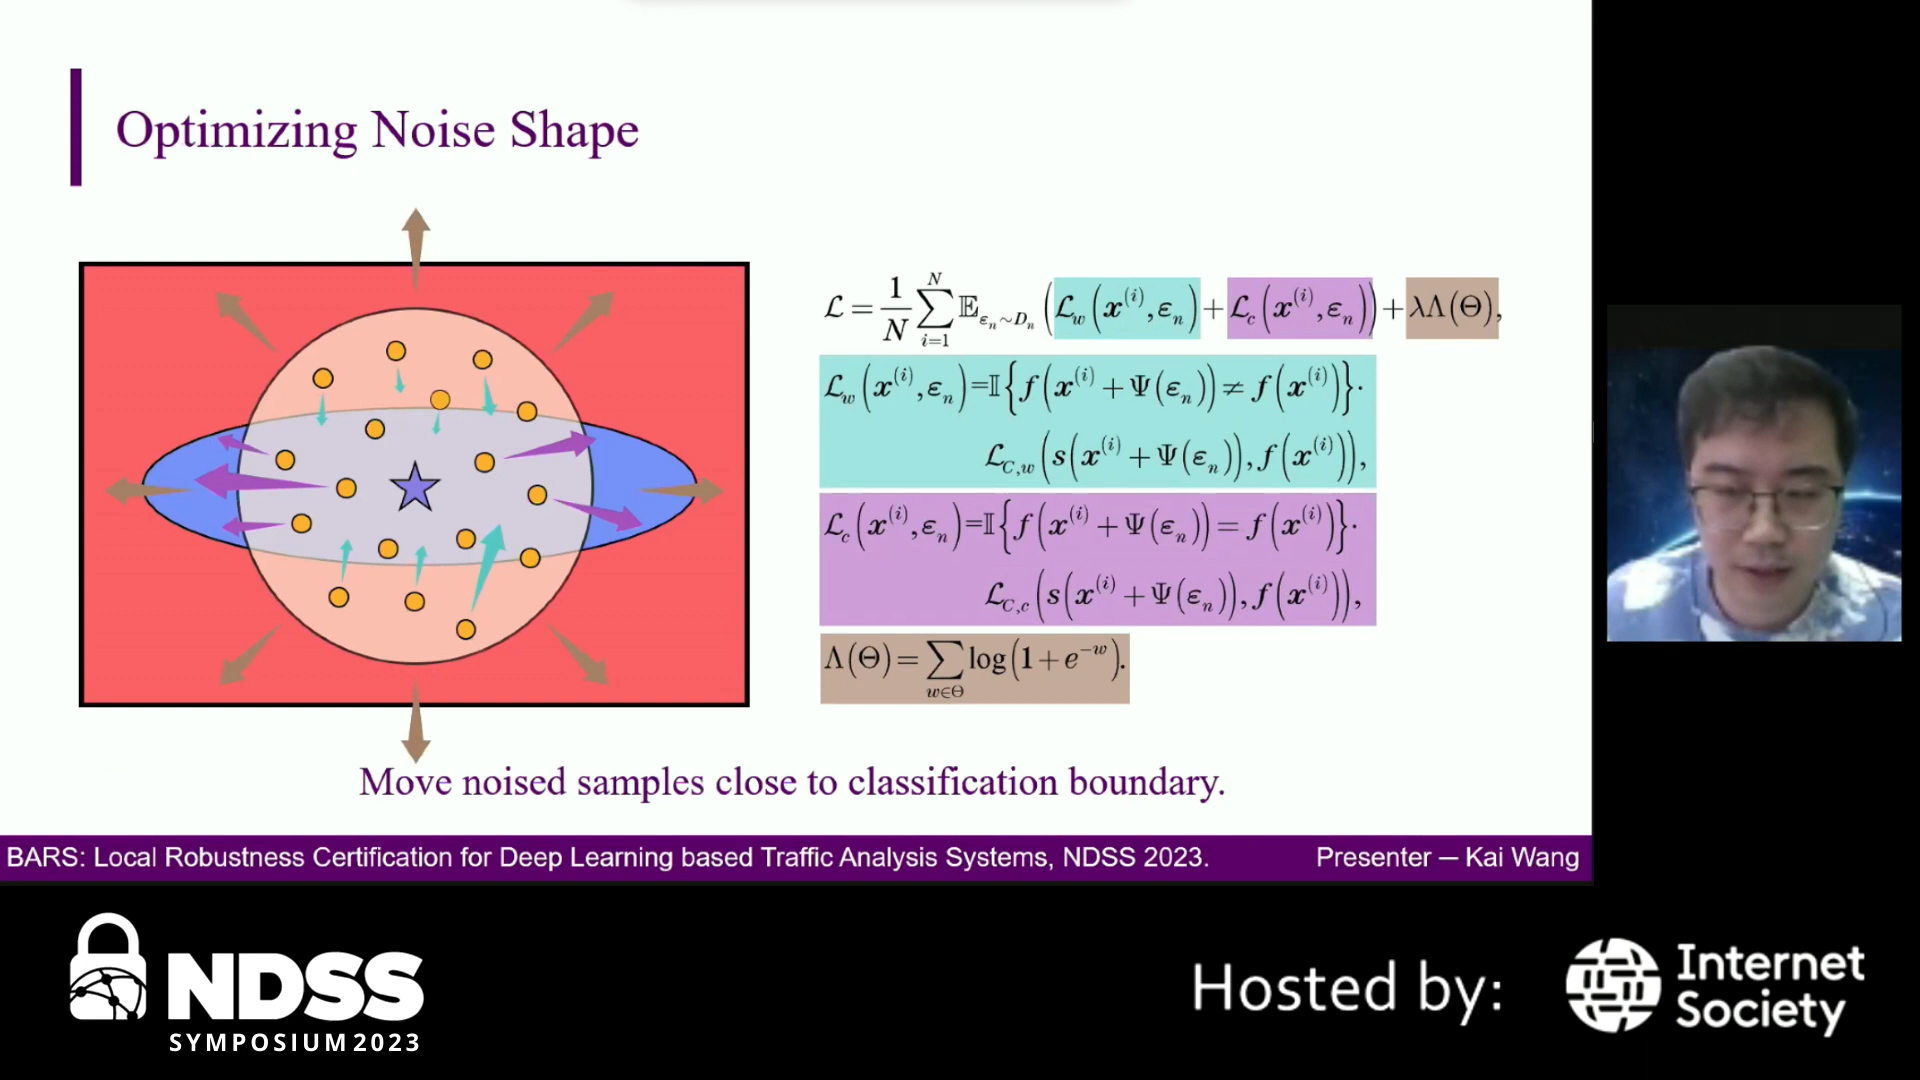 Optimizing Noise Shape
ℒ = 1/N ∑_{i=1}^{N} 𝔼_{ε_n∼D_n} (ℒ_w(x^{(i)},ε_n) + ℒ_c(x^{(i)},ε_n)) + λΛ(Θ),
ℒ_w(x^{(i)},ε_n)=𝕀{f(x^{(i)}+Ψ(ε_n)) ≠ f(x^{(i)})}·
ℒ_{C,w}(s(x^{(i)}+Ψ(ε_n)),f(x^{(i)})),
ℒ_c(x^{(i)},ε_n)=𝕀{f(x^{(i)}+Ψ(ε_n)) = f(x^{(i)})}·
ℒ_{C,c}(s(x^{(i)}+Ψ(ε_n)),f(x^{(i)})),
Λ(Θ) = ∑_{w∈Θ} log(1+e^{-w}).
Move noised samples close to classification boundary.
BARS: Local Robustness Certification for Deep Learning based Traffic Analysis Systems, NDSS 2023. Presenter — Kai Wang
NDSS
SYMPOSIUM 2023
Hosted by:
Internet
Society